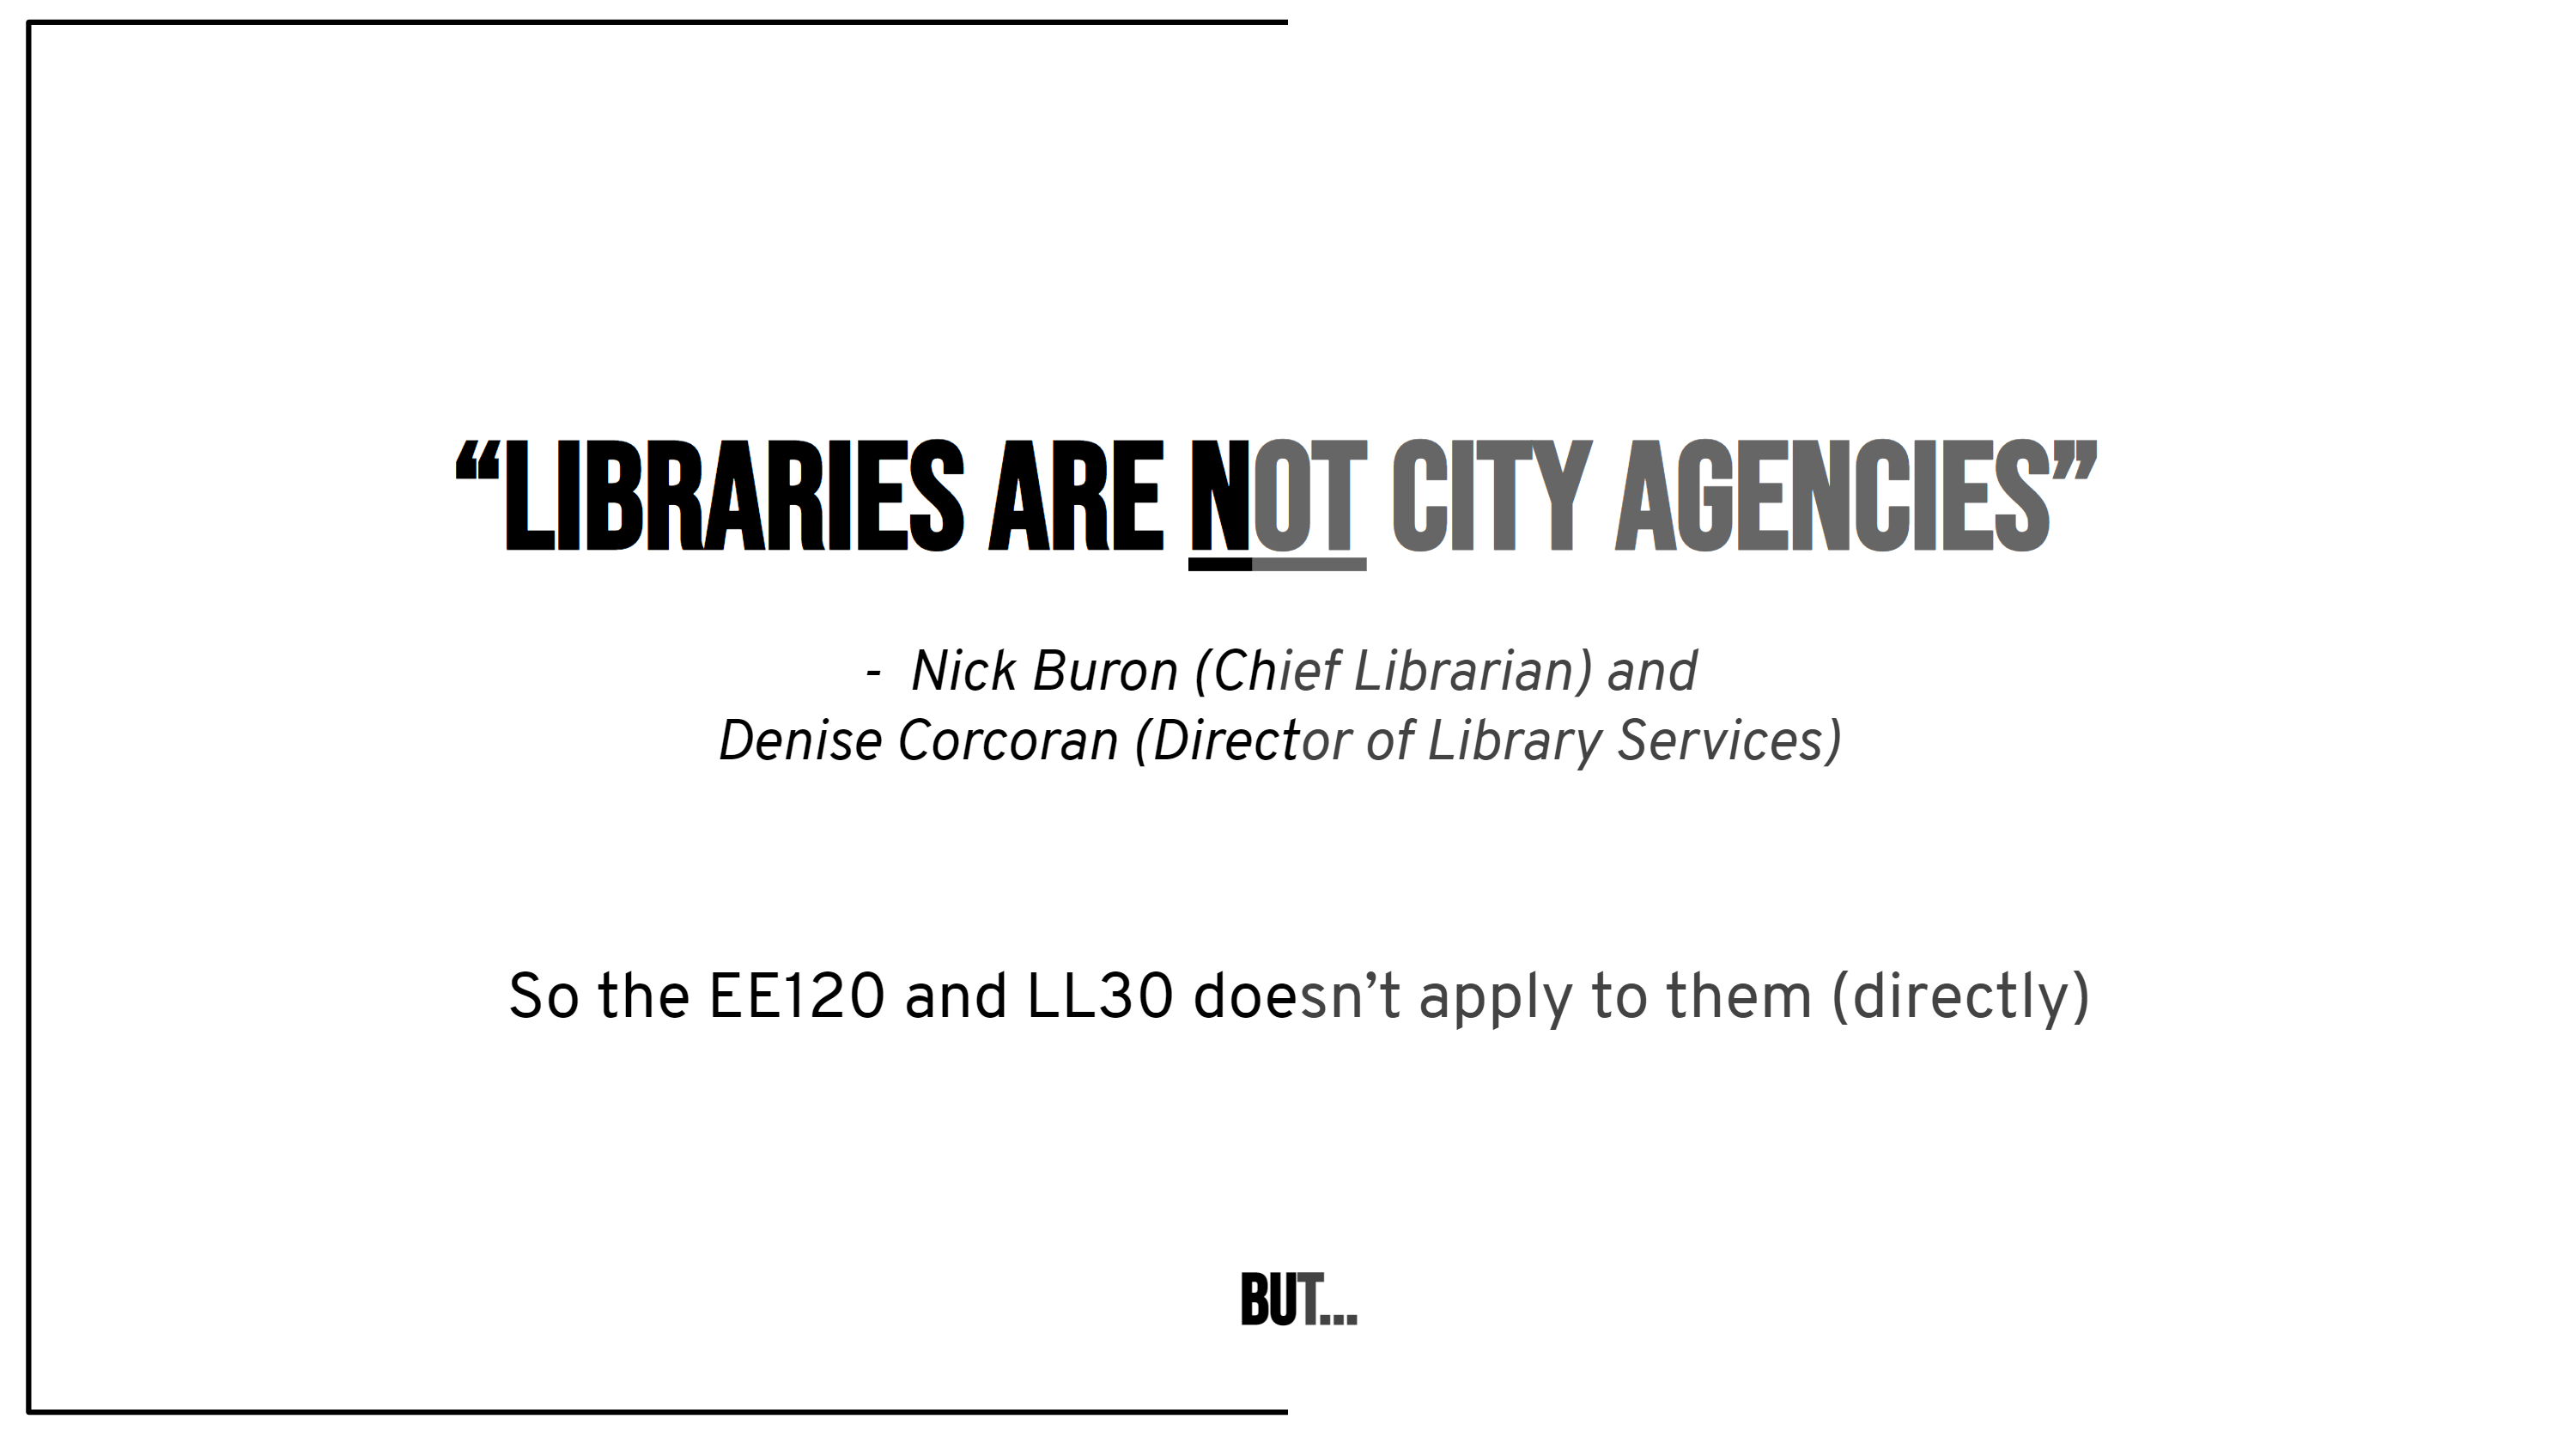 “LIBRARIES ARE NOT CITY AGENCIES”
- Nick Buron (Chief Librarian) and
Denise Corcoran (Director of Library Services)
So the EE120 and LL30 doesn’t apply to them (directly)
BUT...